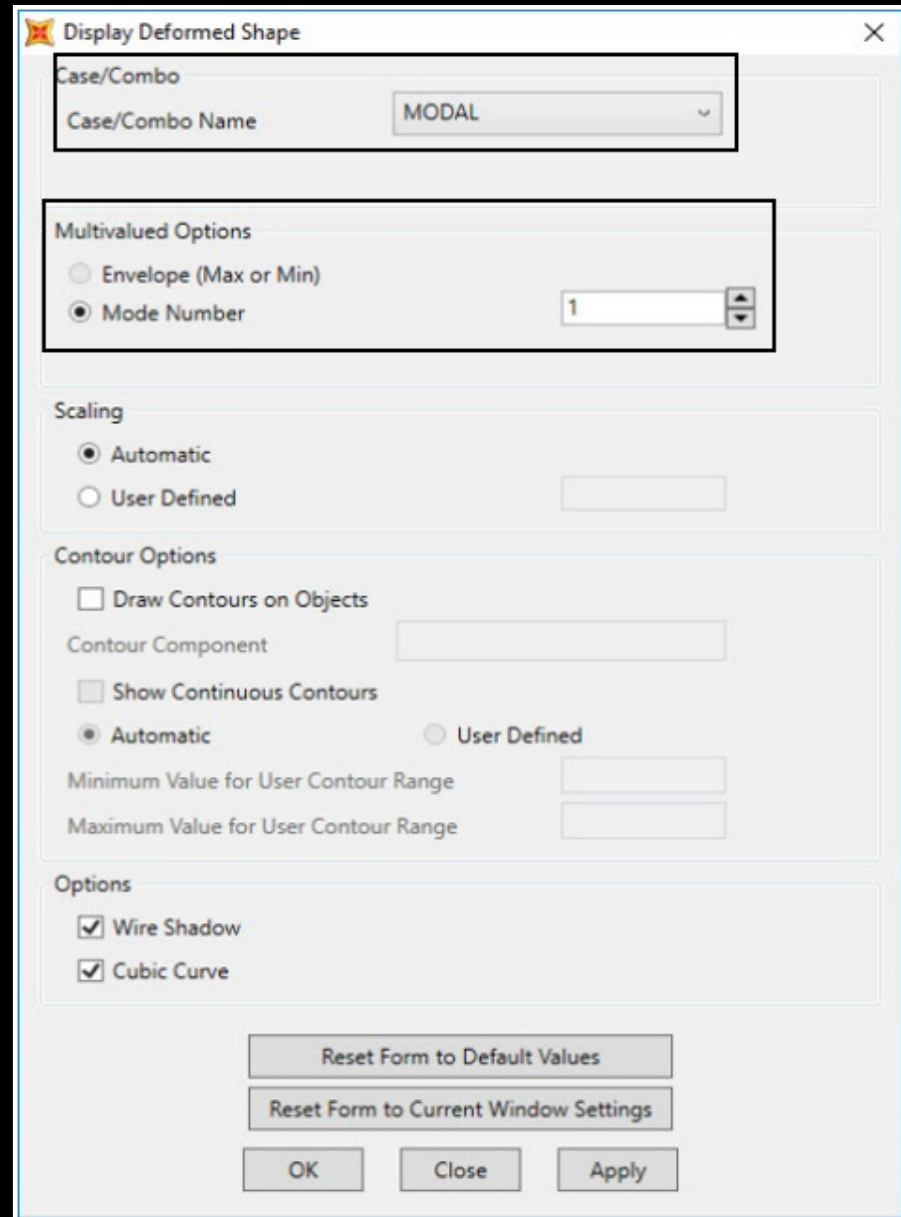 Display Deformed Shape
Case/Combo
Case/Combo Name MODAL
Multivalued Options
Envelope (Max or Min)
Mode Number 1
Scaling
Automatic
User Defined
Contour Options
Draw Contours on Objects
Contour Component
Show Continuous Contours
Automatic User Defined
Minimum Value for User Contour Range
Maximum Value for User Contour Range
Options
Wire Shadow
Cubic Curve
Reset Form to Default Values
Reset Form to Current Window Settings
OK Close Apply